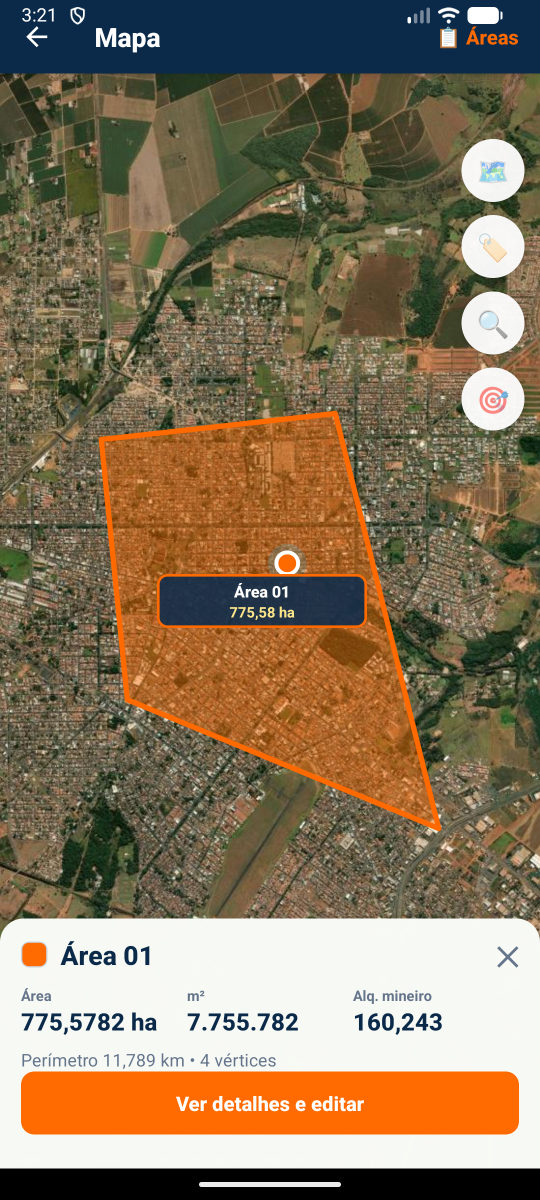 3:21
Mapa
Áreas
Área 01
775,58 ha
Área 01
Área
m²
Alq. mineiro
775,5782 ha
7.755.782
160,243
Perímetro 11,789 km • 4 vértices
Ver detalhes e editar